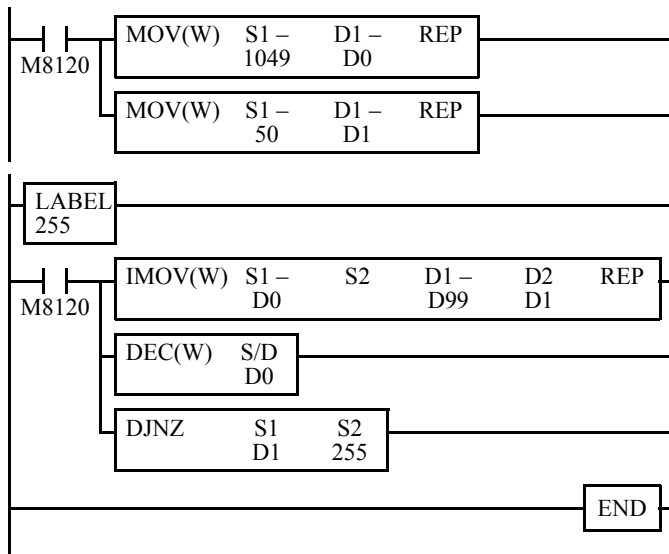 MOV(W) S1 – D1 – REP
1049 D0
M8120
MOV(W) S1 – D1 – REP
50 D1
LABEL
255
IMOV(W) S1 – S2 D1 – D2 REP
D0 D99 D1
M8120
DEC(W) S/D
D0
DJNZ S1 S2
D1 255
END